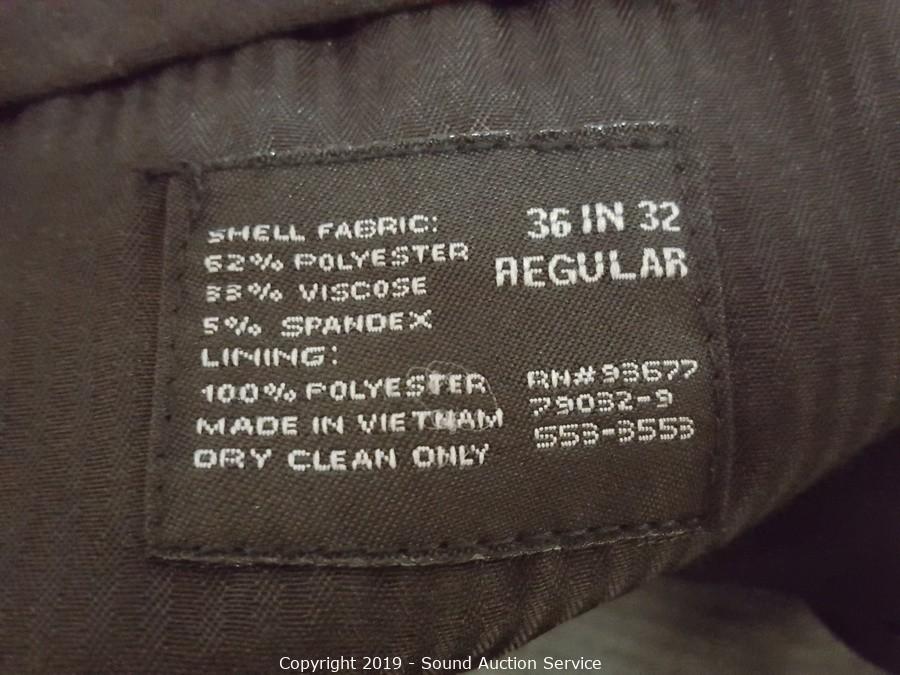 SHELL FABRIC:
62% POLYESTER
33% VISCOSE
5% SPANDEX
LINING:
100% POLYESTER
MADE IN VIETNAM
DRY CLEAN ONLY
36 IN 32
REGULAR
RN#93677
79032-9
553-3553
Copyright 2019 - Sound Auction Service